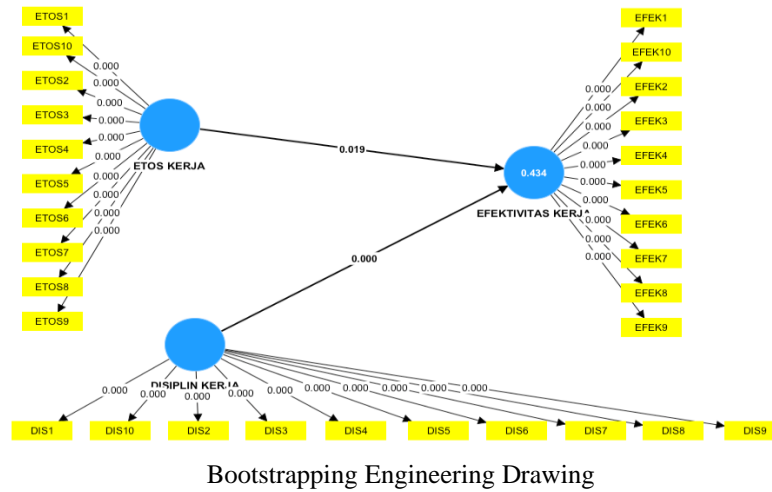 ETOS1
ETOS10
ETOS2
ETOS3
ETOS4
ETOS5
ETOS6
ETOS7
ETOS8
ETOS9
0.000
0.000
0.000
0.000
0.000
0.000
0.000
0.000
0.000
0.000
ETOS KERJA
0.019
0.000
0.434
EFEKTIVITAS KERJA
0.000
0.000
0.000
0.000
0.000
0.000
0.000
0.000
0.000
0.000
EFEK1
EFEK10
EFEK2
EFEK3
EFEK4
EFEK5
EFEK6
EFEK7
EFEK8
EFEK9
DISIPLIN KERJA
0.000
0.000
0.000
0.000
0.000
0.000
0.000
0.000
0.000
0.000
DIS1
DIS10
DIS2
DIS3
DIS4
DIS5
DIS6
DIS7
DIS8
DIS9
Bootstrapping Engineering Drawing